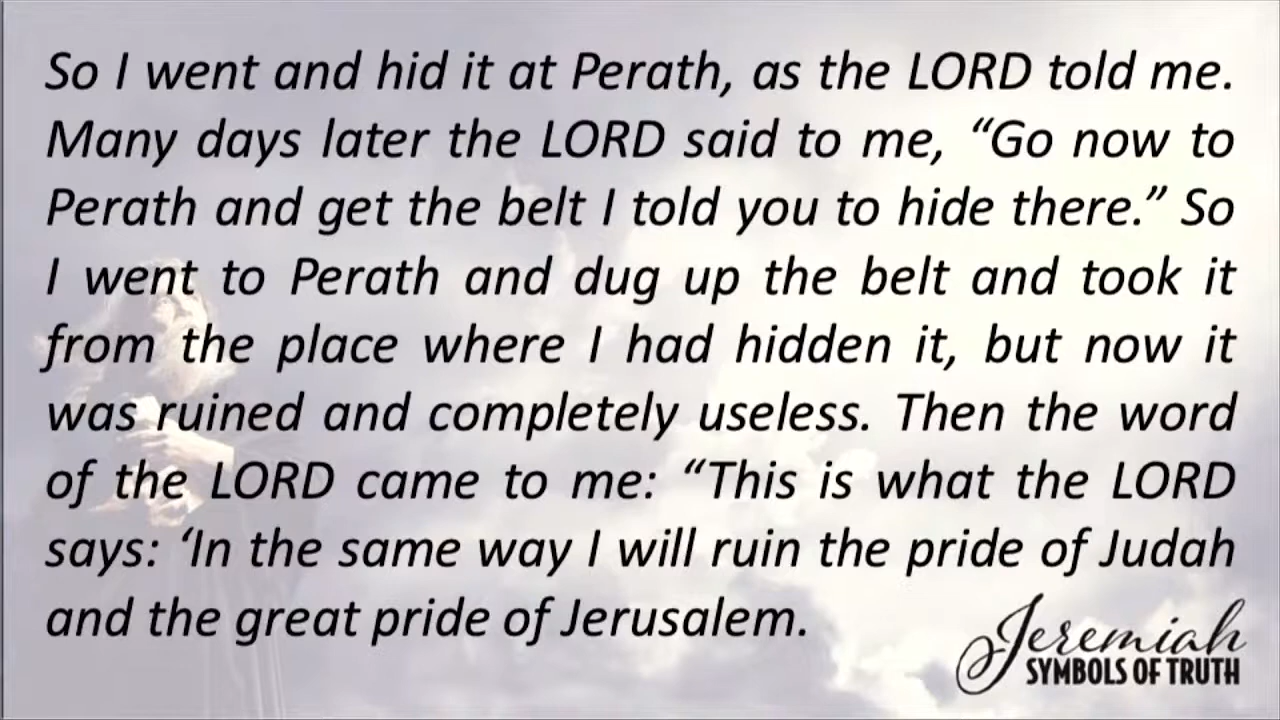 So I went and hid it at Perath, as the LORD told me.
Many days later the LORD said to me, “Go now to
Perath and get the belt I told you to hide there.” So
I went to Perath and dug up the belt and took it
from the place where I had hidden it, but now it
was ruined and completely useless. Then the word
of the LORD came to me: “This is what the LORD
says: ‘In the same way I will ruin the pride of Judah
and the great pride of Jerusalem.
Jeremiah
SYMBOLS OF TRUTH